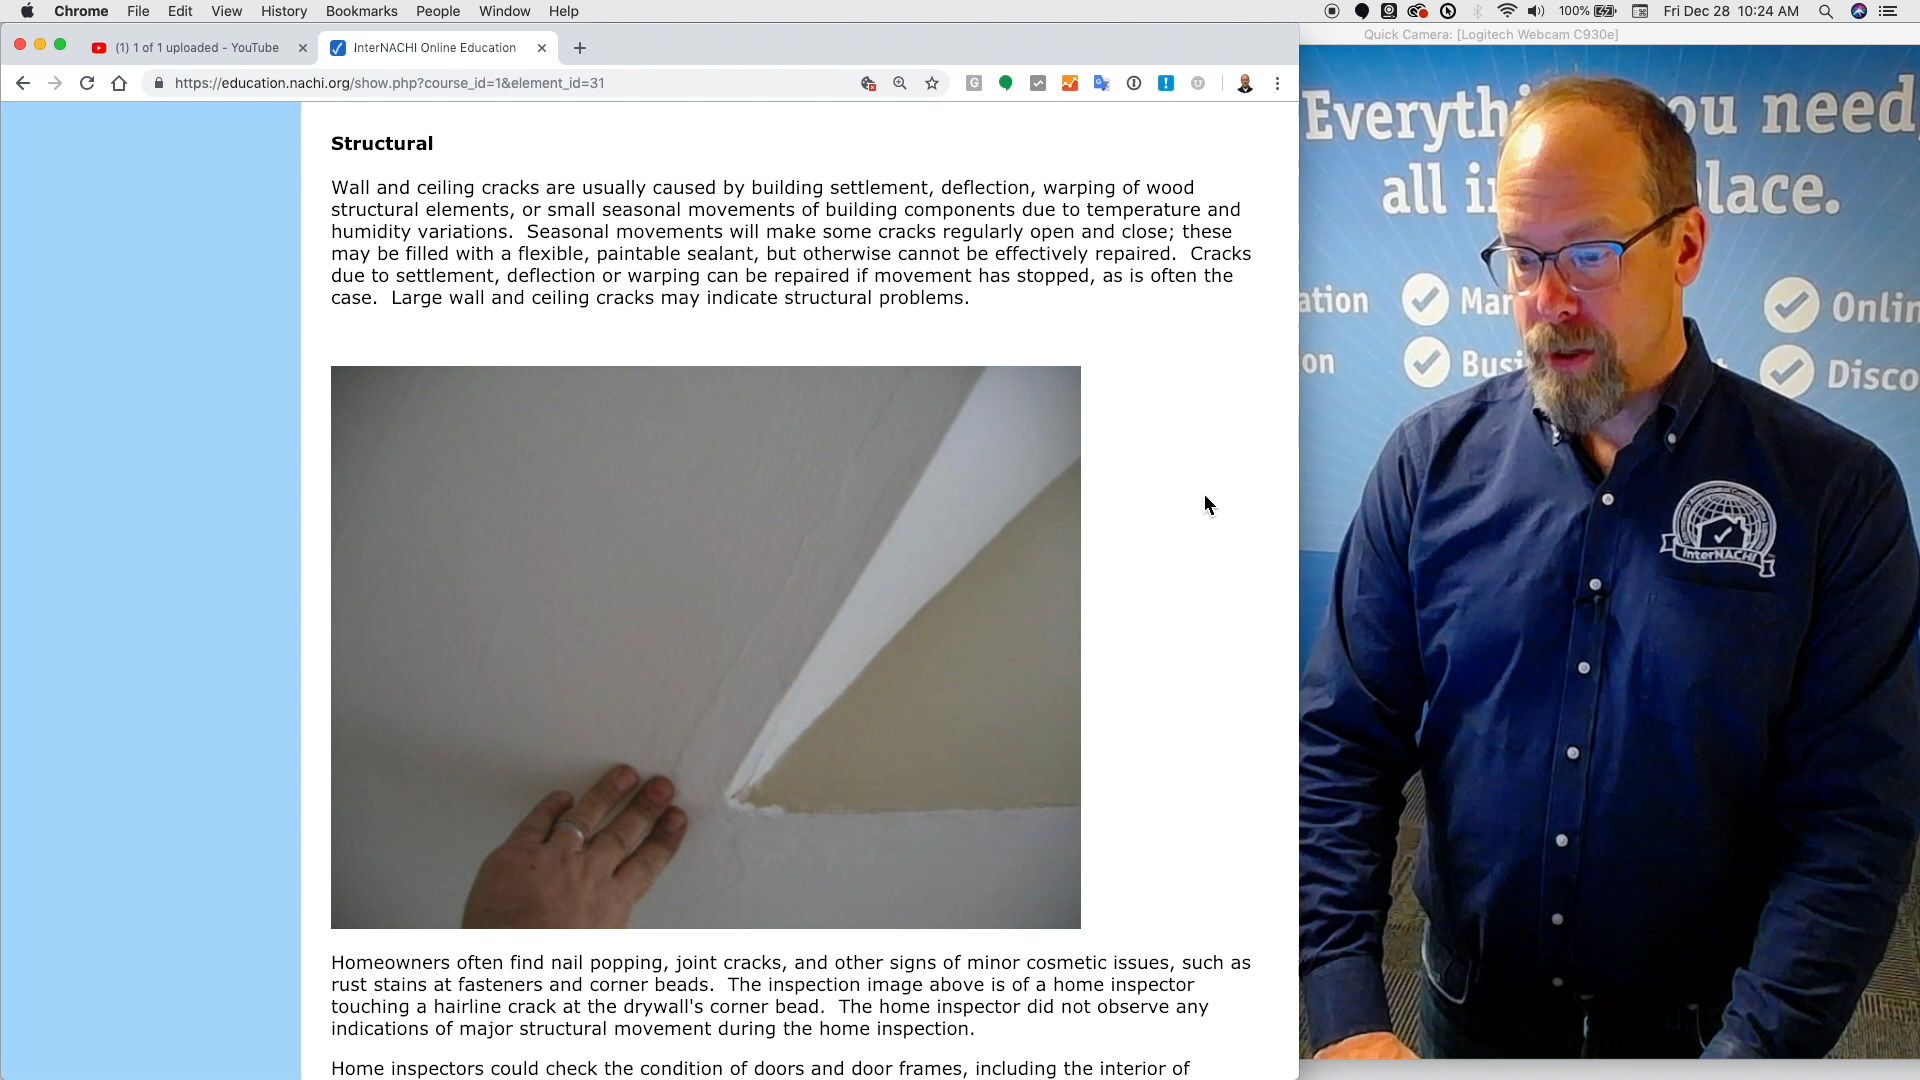 Chrome File Edit View History Bookmarks People Window Help
100% Fri Dec 28 10:24 AM
(1) 1 of 1 uploaded - YouTube
InterNACHI Online Education
Quick Camera: [Logitech Webcam C930e]
https://education.nachi.org/show.php?course_id=1&element_id=31
Structural
Wall and ceiling cracks are usually caused by building settlement, deflection, warping of wood
structural elements, or small seasonal movements of building components due to temperature and
humidity variations. Seasonal movements will make some cracks regularly open and close; these
may be filled with a flexible, paintable sealant, but otherwise cannot be effectively repaired. Cracks
due to settlement, deflection or warping can be repaired if movement has stopped, as is often the
case. Large wall and ceiling cracks may indicate structural problems.
Homeowners often find nail popping, joint cracks, and other signs of minor cosmetic issues, such as
rust stains at fasteners and corner beads. The inspection image above is of a home inspector
touching a hairline crack at the drywall's corner bead. The home inspector did not observe any
indications of major structural movement during the home inspection.
Home inspectors could check the condition of doors and door frames, including the interior of
Everyth ou need,
all i lace.
ation Mar Onlin
on Busi t Disco
InterNACHI